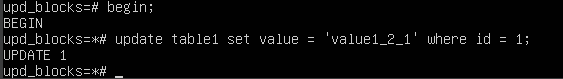 upd_blocks=# begin;
BEGIN
upd_blocks=*# update table1 set value = 'value1_2_1' where id = 1;
UPDATE 1
upd_blocks=*# _